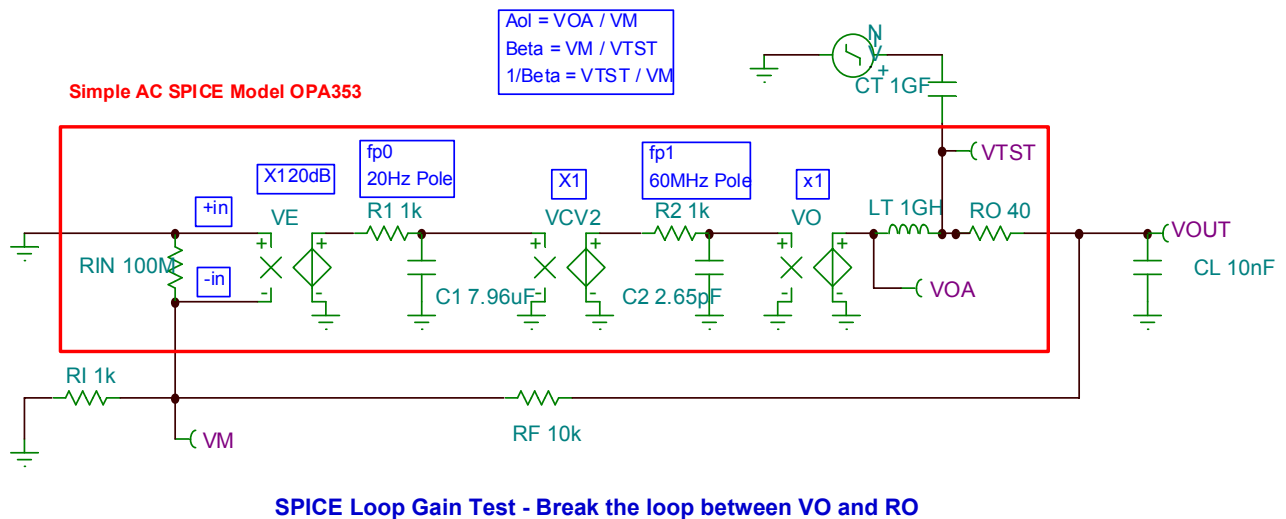 Aol = VOA / VM
Beta = VM / VTST
1/Beta = VTST / VM
N
V
+
CT 1GF
Simple AC SPICE Model OPA353
VTST
fp0
20Hz Pole
fp1
60MHz Pole
X120dB
X1
x1
+in
VE
R1 1k
VCV2
R2 1k
VO
LT 1GH
RO 40
VOUT
RIN 100M
-in
C1 7.96uF
C2 2.65pF
VOA
CL 10nF
RI 1k
VM
RF 10k
SPICE Loop Gain Test - Break the loop between VO and RO